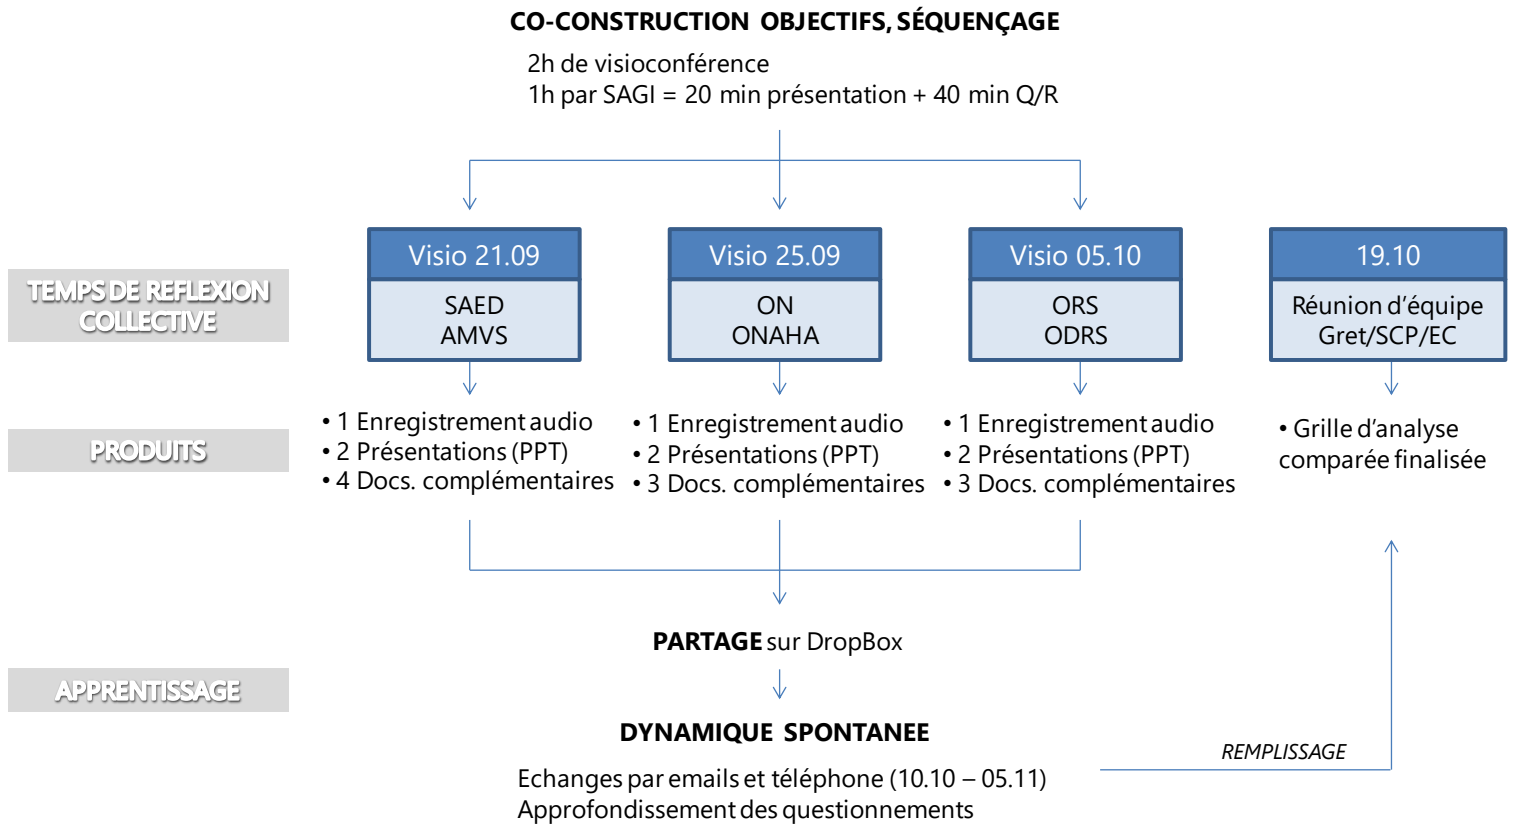 CO-CONSTRUCTION OBJECTIFS, SÉQUENÇAGE
2h de visioconférence
1h par SAGI = 20 min présentation + 40 min Q/R
TEMPS DE REFLEXION
COLLECTIVE
Visio 21.09
SAED
AMVS
Visio 25.09
ON
ONAHA
Visio 05.10
ORS
ODRS
19.10
Réunion d'équipe
Gret/SCP/EC
PRODUITS
• 1 Enregistrement audio
• 2 Présentations (PPT)
• 4 Docs. complémentaires
• 1 Enregistrement audio
• 2 Présentations (PPT)
• 3 Docs. complémentaires
• 1 Enregistrement audio
• 2 Présentations (PPT)
• 3 Docs. complémentaires
• Grille d'analyse
comparée finalisée
PARTAGE sur DropBox
APPRENTISSAGE
DYNAMIQUE SPONTANEE
Echanges par emails et téléphone (10.10 – 05.11)
Approfondissement des questionnements
REMPLISSAGE